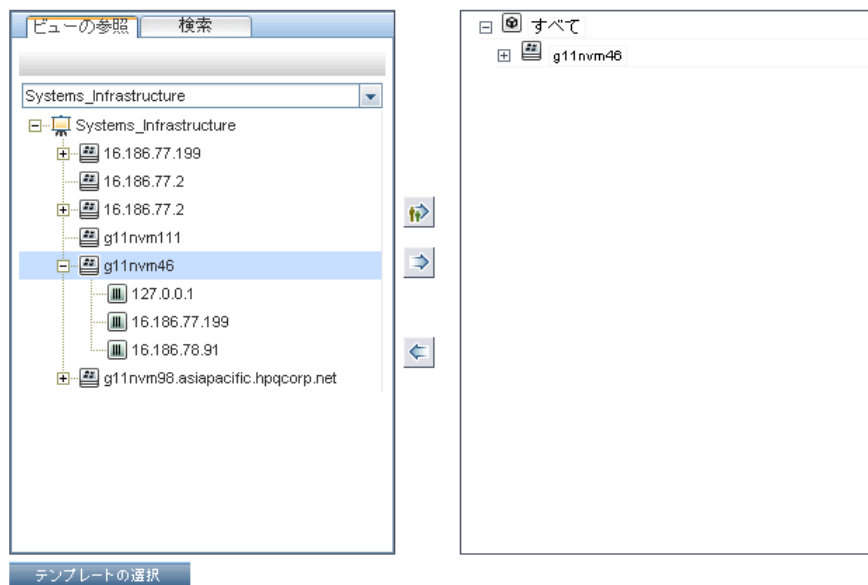 ビューの参照
検索
Systems_Infrastructure
Systems_Infrastructure
16.186.77.199
16.186.77.2
16.186.77.2
g11nvm111
g11nvm46
127.0.0.1
16.186.77.199
16.186.78.91
g11nvm98.asiapacific.hpqcorp.net
すべて
g11nvm46
テンプレートの選択